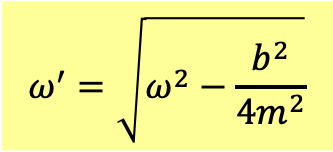 ω′ = √(ω² − b²/4m²)